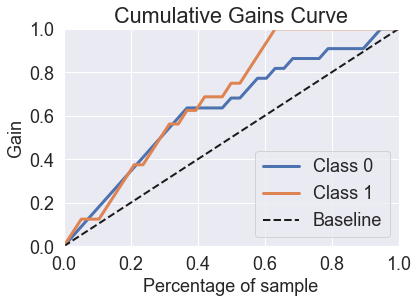 Cumulative Gains Curve
1.0
0.8
0.6
0.4
0.2
0.0
Gain
Class 0
Class 1
Baseline
0.0 0.2 0.4 0.6 0.8 1.0
Percentage of sample